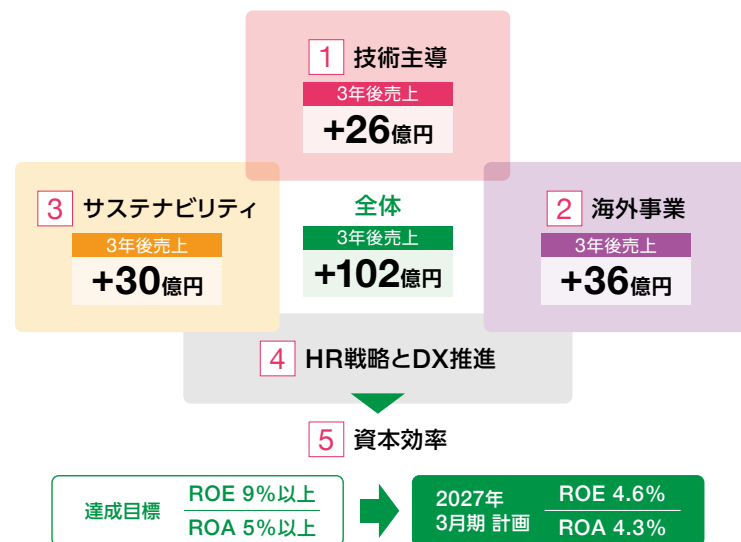 1 技術主導
3年後売上
+26億円
3 サステナビリティ
3年後売上
+30億円
全体
3年後売上
+102億円
2 海外事業
3年後売上
+36億円
4 HR戦略とDX推進
5 資本効率
達成目標
ROE 9%以上
ROA 5%以上
2027年
3月期 計画
ROE 4.6%
ROA 4.3%